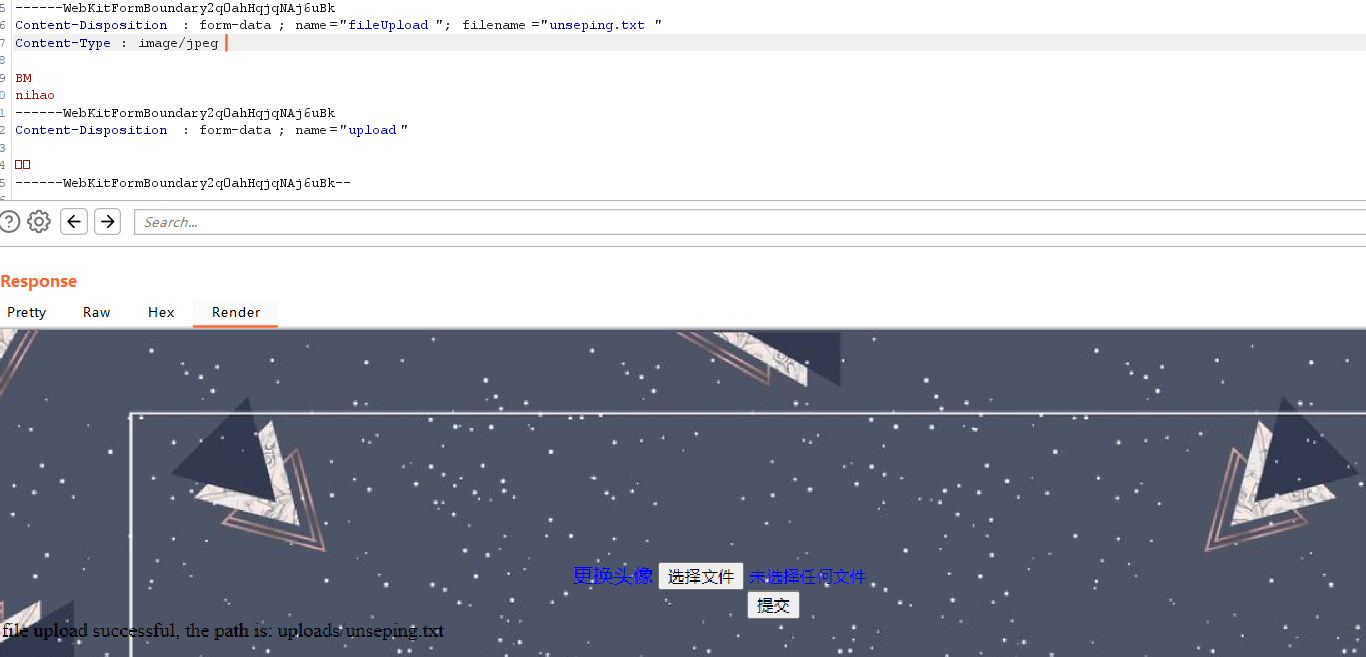 5 ------WebKitFormBoundary2qOahHqjqNAj6uBk
6 Content-Disposition : form-data ; name ="fileUpload "; filename ="unseping.txt "
7 Content-Type : image/jpeg
8
9 BM
0 nihao
1 ------WebKitFormBoundary2qOahHqjqNAj6uBk
2 Content-Disposition : form-data ; name ="upload "
3
4 □□
5 ------WebKitFormBoundary2qOahHqjqNAj6uBk--
Search...
Response
Pretty Raw Hex Render
更换头像 选择文件 未选择任何文件
提交
file upload successful, the path is: uploads/unseping.txt